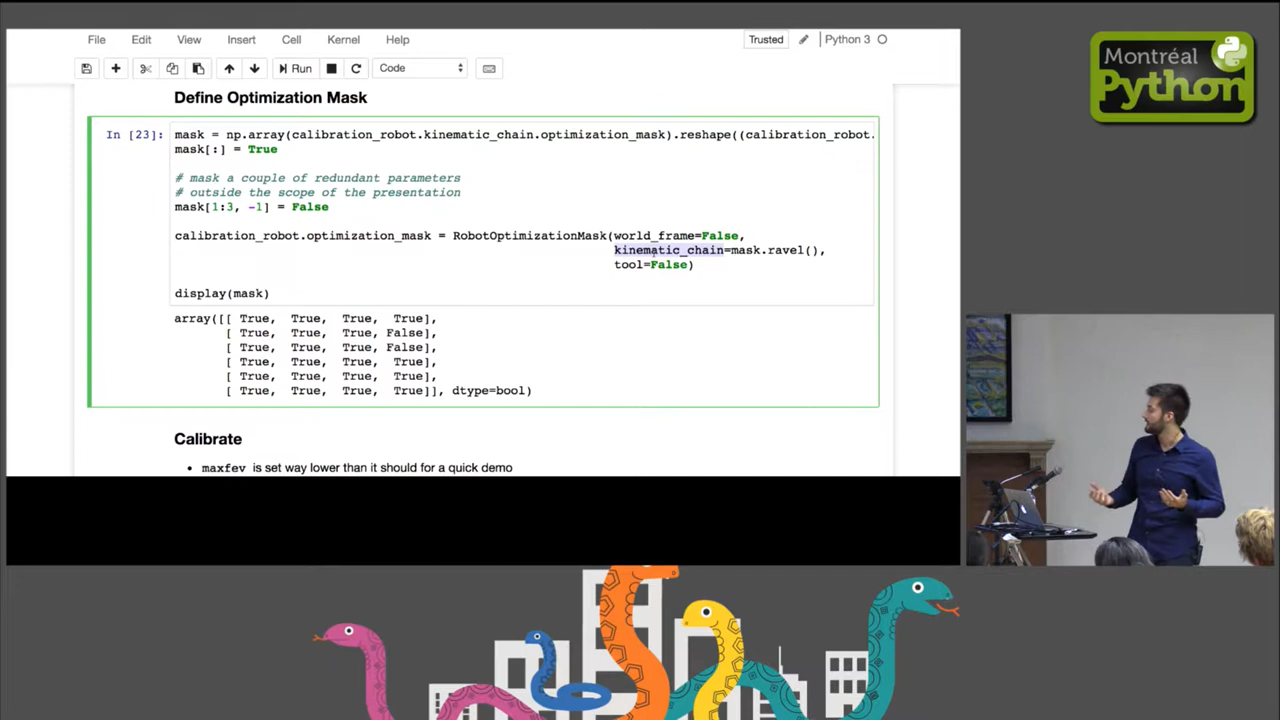 File Edit View Insert Cell Kernel Help Trusted Python 3
Run Code
Define Optimization Mask
In [23]: mask = np.array(calibration_robot.kinematic_chain.optimization_mask).reshape((calibration_robot.
mask[:] = True
# mask a couple of redundant parameters
# outside the scope of the presentation
mask[1:3, -1] = False
calibration_robot.optimization_mask = RobotOptimizationMask(world_frame=False,
kinematic_chain=mask.ravel(),
tool=False)
display(mask)
array([[ True, True, True, True],
[ True, True, True, False],
[ True, True, True, False],
[ True, True, True, True],
[ True, True, True, True],
[ True, True, True, True]], dtype=bool)
Calibrate
• maxfev is set way lower than it should for a quick demo
Montréal
Python